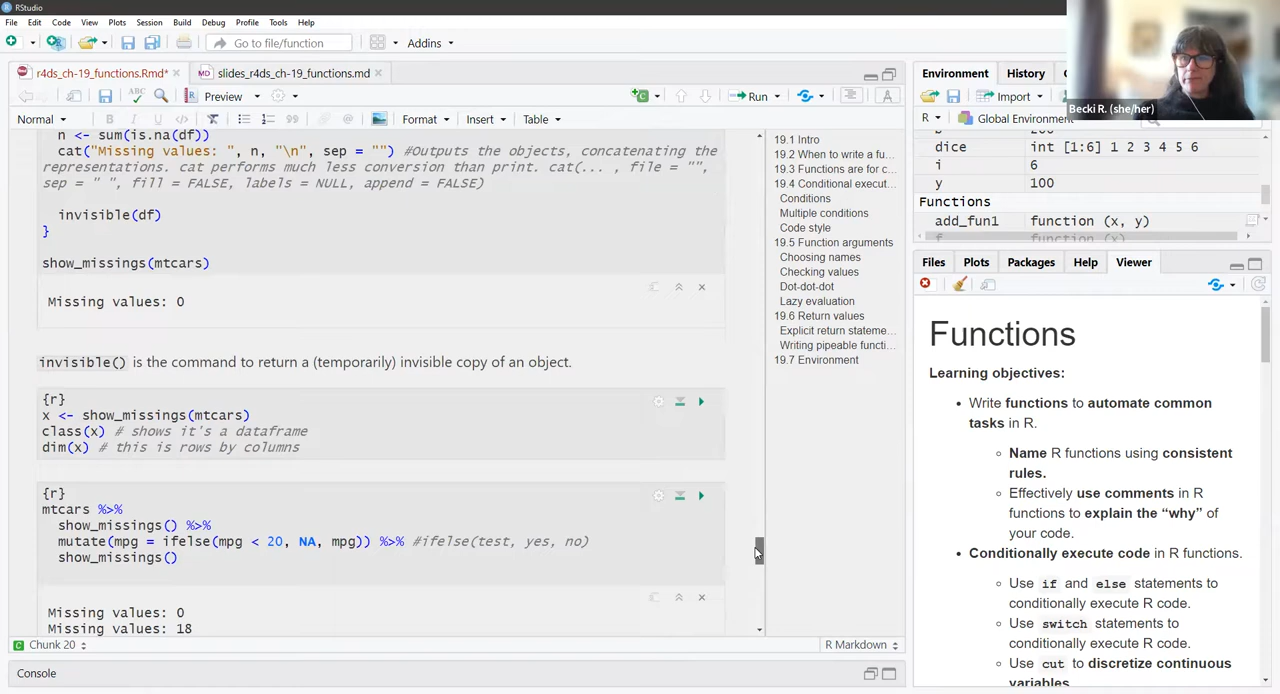 RStudio
File Edit Code View Plots Session Build Debug Profile Tools Help
Go to file/function Addins
r4ds_ch-19_functions.Rmd* slides_r4ds_ch-19_functions.md
ABC Preview Run
Normal B I U </> Format Insert Table
n <- sum(is.na(df))
cat("Missing values: ", n, "\n", sep = "") #Outputs the objects, concatenating the
representations. cat performs much less conversion than print. cat(... , file = "",
sep = " ", fill = FALSE, labels = NULL, append = FALSE)
invisible(df)
}
show_missings(mtcars)
Missing values: 0
invisible() is the command to return a (temporarily) invisible copy of an object.
{r}
x <- show_missings(mtcars)
class(x) # shows it's a dataframe
dim(x) # this is rows by columns
{r}
mtcars %>%
show_missings() %>%
mutate(mpg = ifelse(mpg < 20, NA, mpg)) %>% #ifelse(test, yes, no)
show_missings()
Missing values: 0
Missing values: 18
Chunk 20 R Markdown
Console
19.1 Intro
19.2 When to write a fu...
19.3 Functions are for c...
19.4 Conditional execut...
Conditions
Multiple conditions
Code style
19.5 Function arguments
Choosing names
Checking values
Dot-dot-dot
Lazy evaluation
19.6 Return values
Explicit return stateme...
Writing pipeable functi...
19.7 Environment
Becki R. (she/her)
Environment History
Import
R Global Environment
dice int [1:6] 1 2 3 4 5 6
i 6
y 100
Functions
add_fun1 function (x, y)
f function (x)
Files Plots Packages Help Viewer
Functions
Learning objectives:
• Write functions to automate common
tasks in R.
◦ Name R functions using consistent
rules.
◦ Effectively use comments in R
functions to explain the “why” of
your code.
• Conditionally execute code in R functions.
◦ Use if and else statements to
conditionally execute R code.
◦ Use switch statements to
conditionally execute R code.
◦ Use cut to discretize continuous
variables.